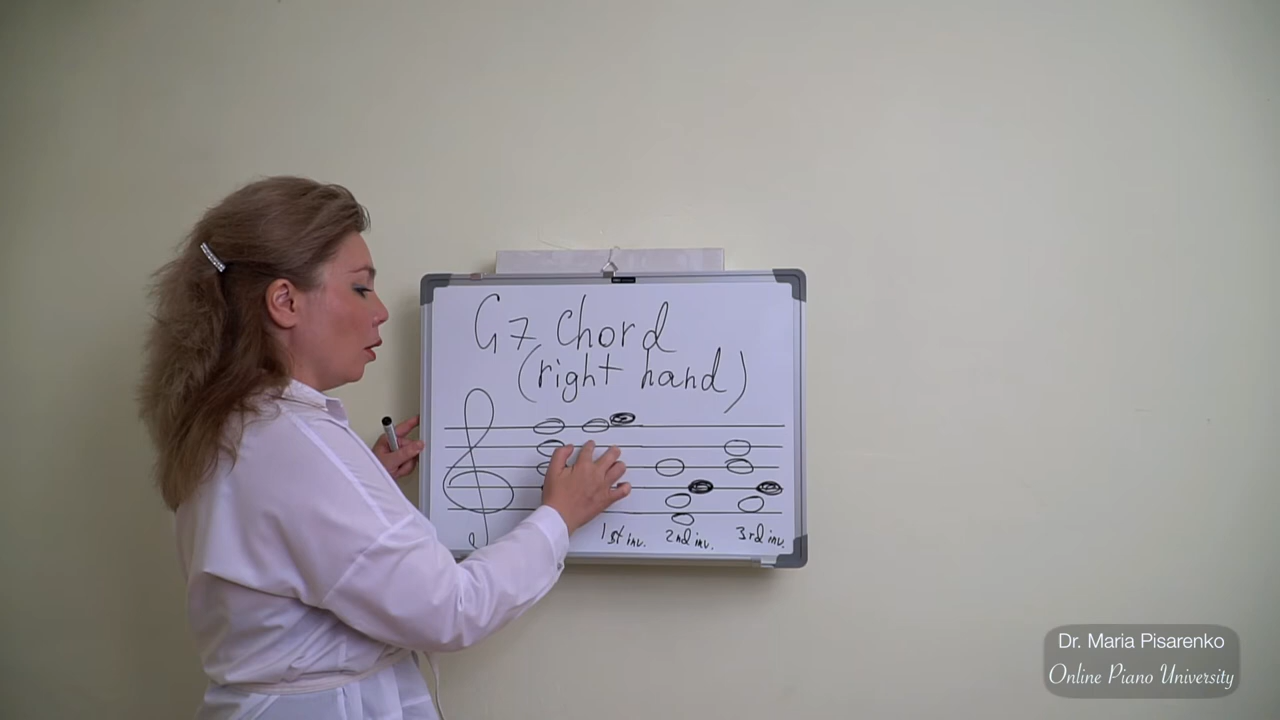 G7 Chord
(right hand)
1st inv. 2nd inv. 3rd inv.
Dr. Maria Pisarenko
Online Piano University